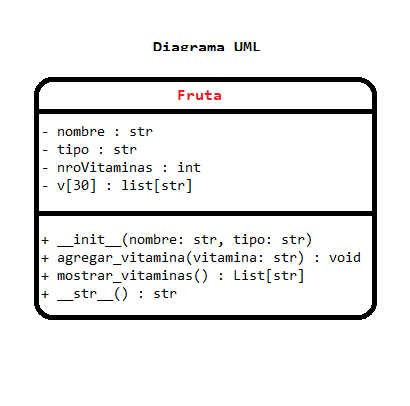 Diagrama UML
Fruta
- nombre : str
- tipo : str
- nroVitaminas : int
- v[30] : list[str]
+ __init__(nombre: str, tipo: str)
+ agregar_vitamina(vitamina: str) : void
+ mostrar_vitaminas() : List[str]
+ __str__() : str